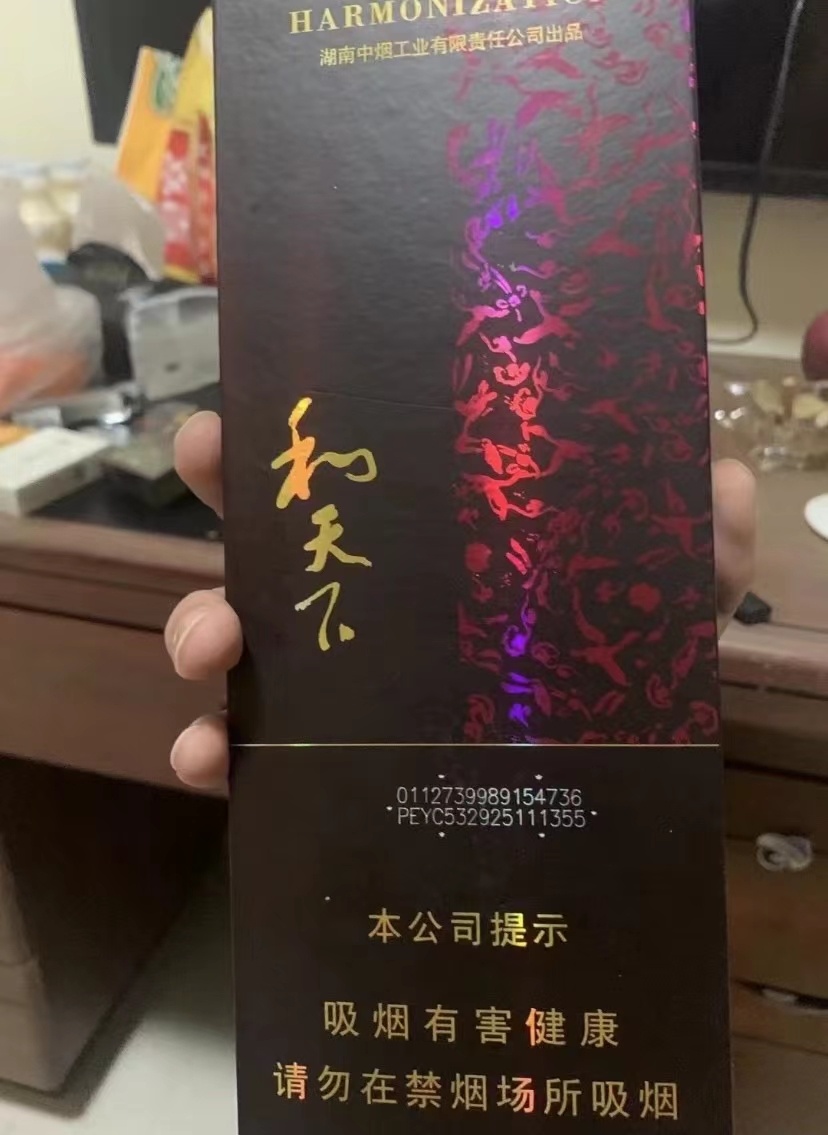 HARMONIZATION
湖南中烟工业有限责任公司出品
和天下
0112739989154736
PEYC532925111355
本公司提示
吸烟有害健康
请勿在禁烟场所吸烟